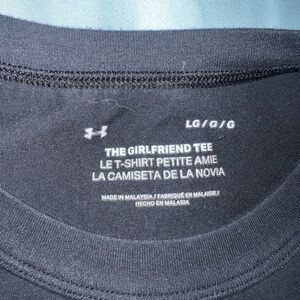 LG/G/G
THE GIRLFRIEND TEE
LE T-SHIRT PETITE AMIE
LA CAMISETA DE LA NOVIA
MADE IN MALAYSIA / FABRIQUÉ EN MALAISIE /
HECHO EN MALASIA